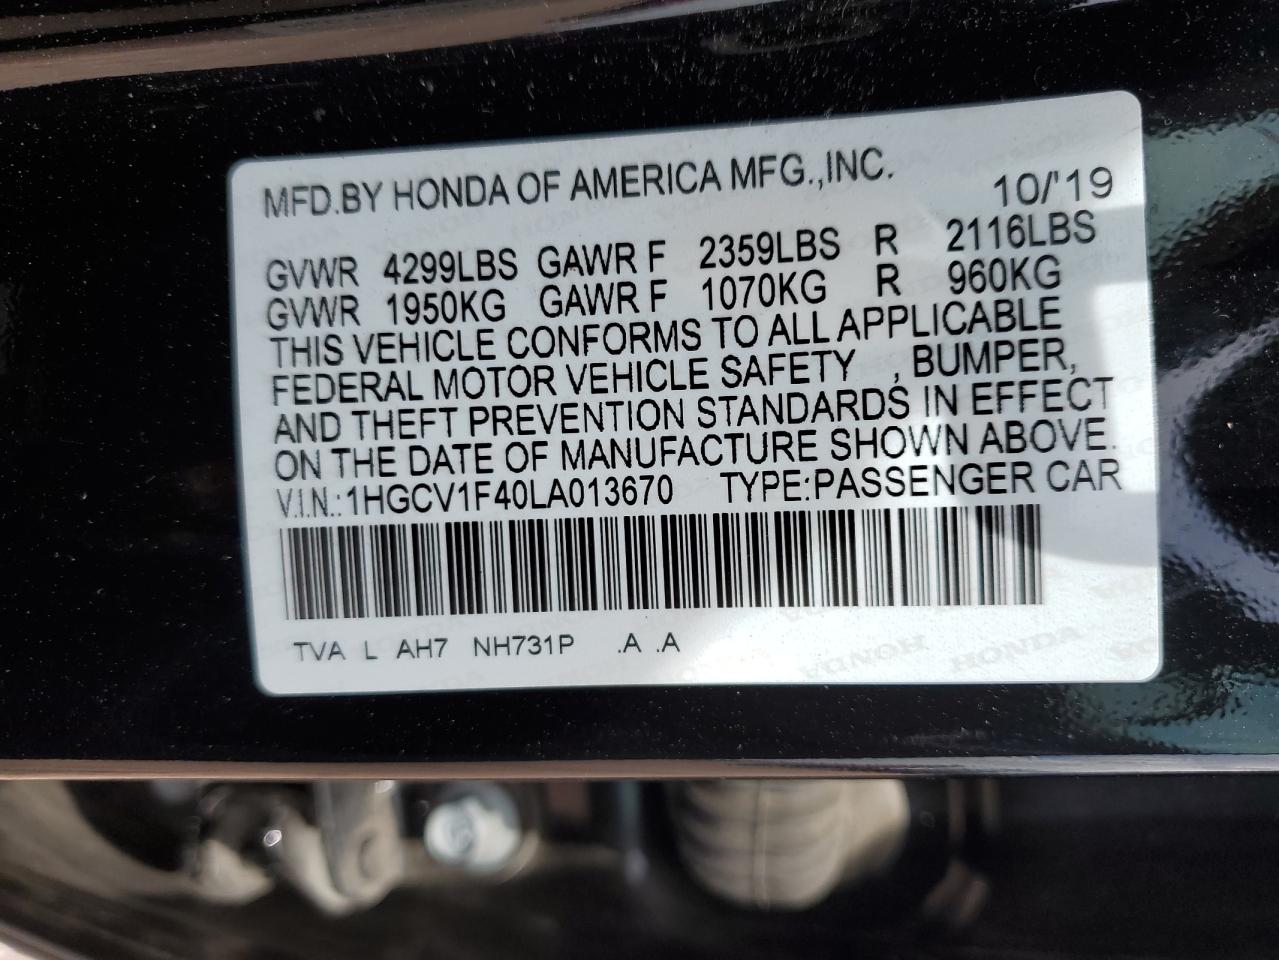 MFD.BY HONDA OF AMERICA MFG.,INC. 10/'19
GVWR 4299LBS GAWR F 2359LBS R 2116LBS
GVWR 1950KG GAWR F 1070KG R 960KG
THIS VEHICLE CONFORMS TO ALL APPLICABLE
FEDERAL MOTOR VEHICLE SAFETY , BUMPER,
AND THEFT PREVENTION STANDARDS IN EFFECT
ON THE DATE OF MANUFACTURE SHOWN ABOVE.
V.I.N.:1HGCV1F40LA013670 TYPE:PASSENGER CAR
TVA L AH7 NH731P .A .A
HONDA HONDA